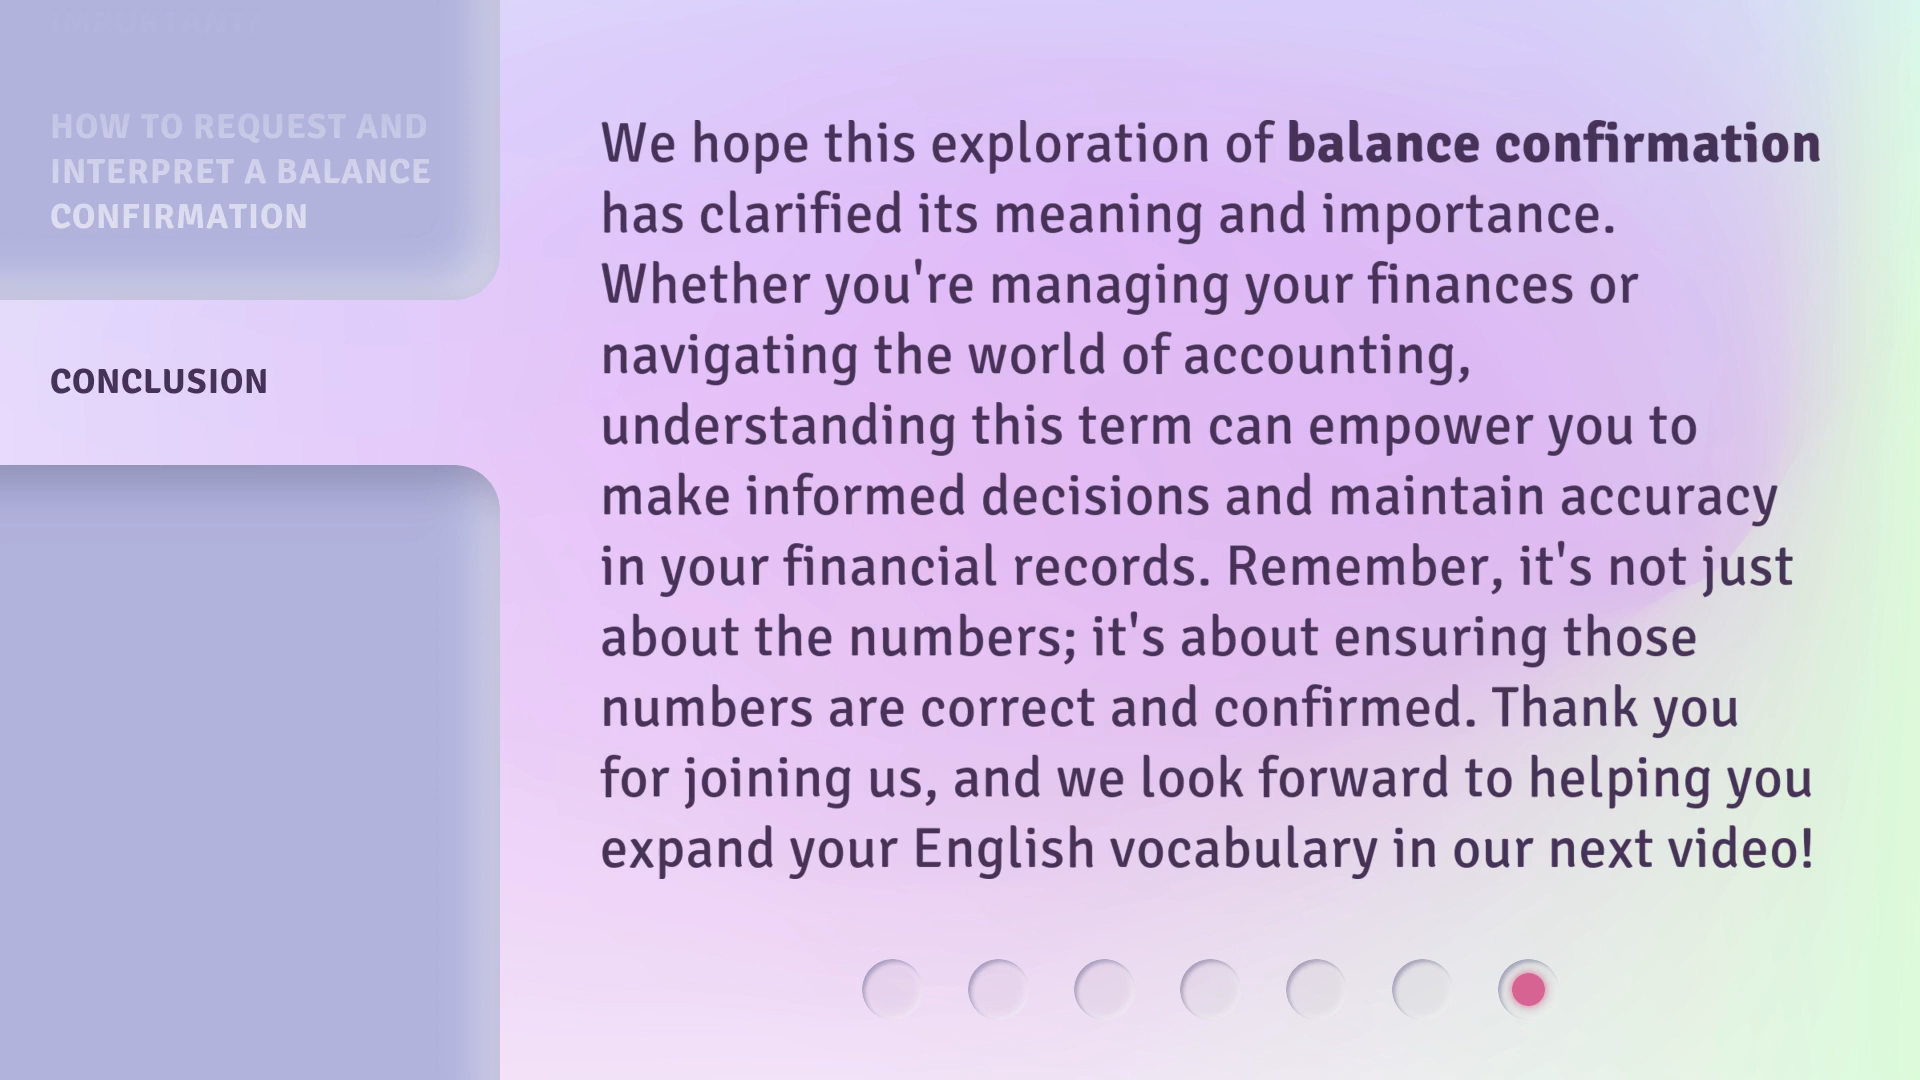 IMPORTANT?
HOW TO REQUEST AND
INTERPRET A BALANCE
CONFIRMATION
CONCLUSION
We hope this exploration of balance confirmation
has clarified its meaning and importance.
Whether you're managing your finances or
navigating the world of accounting,
understanding this term can empower you to
make informed decisions and maintain accuracy
in your financial records. Remember, it's not just
about the numbers; it's about ensuring those
numbers are correct and confirmed. Thank you
for joining us, and we look forward to helping you
expand your English vocabulary in our next video!